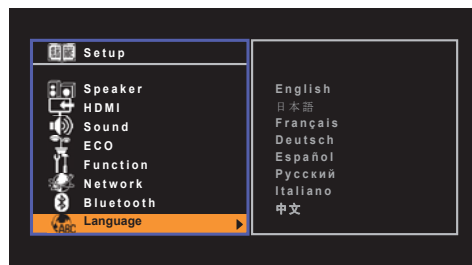 Setup
Speaker
HDMI
Sound
ECO
Function
Network
Bluetooth
ABC
Language
English
日本語
Français
Deutsch
Español
Русский
Italiano
中文